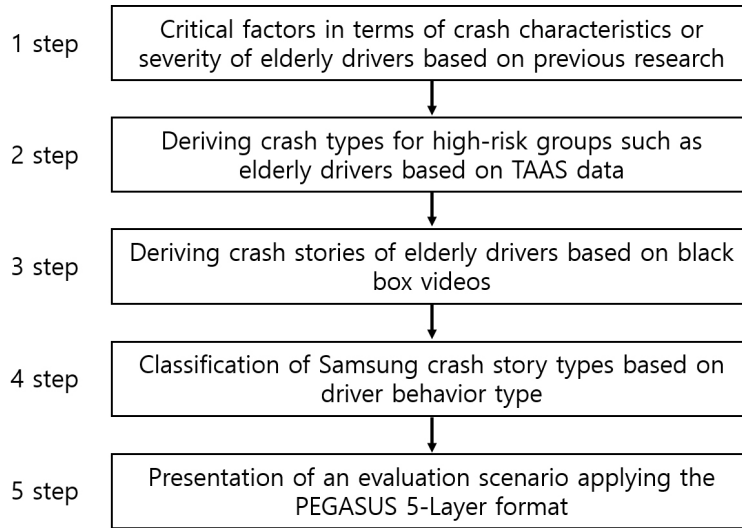 1 step
Critical factors in terms of crash characteristics or
severity of elderly drivers based on previous research
2 step
Deriving crash types for high-risk groups such as
elderly drivers based on TAAS data
3 step
Deriving crash stories of elderly drivers based on black
box videos
4 step
Classification of Samsung crash story types based on
driver behavior type
5 step
Presentation of an evaluation scenario applying the
PEGASUS 5-Layer format